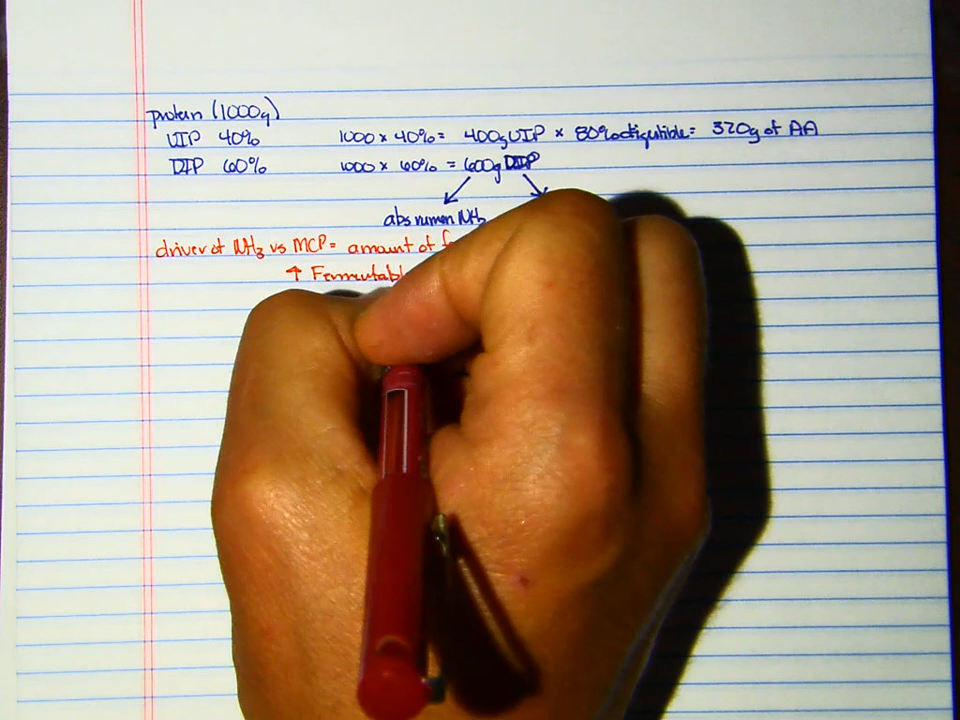 protein (1000g)
UIP 40% 1000 × 40% = 400g UIP × 80% digestible = 320g of AA
DIP 60% 1000 × 60% = 600g DIP
abs rumen NH3
driver of NH3 vs MCP = amount of
↑ Fermentabl